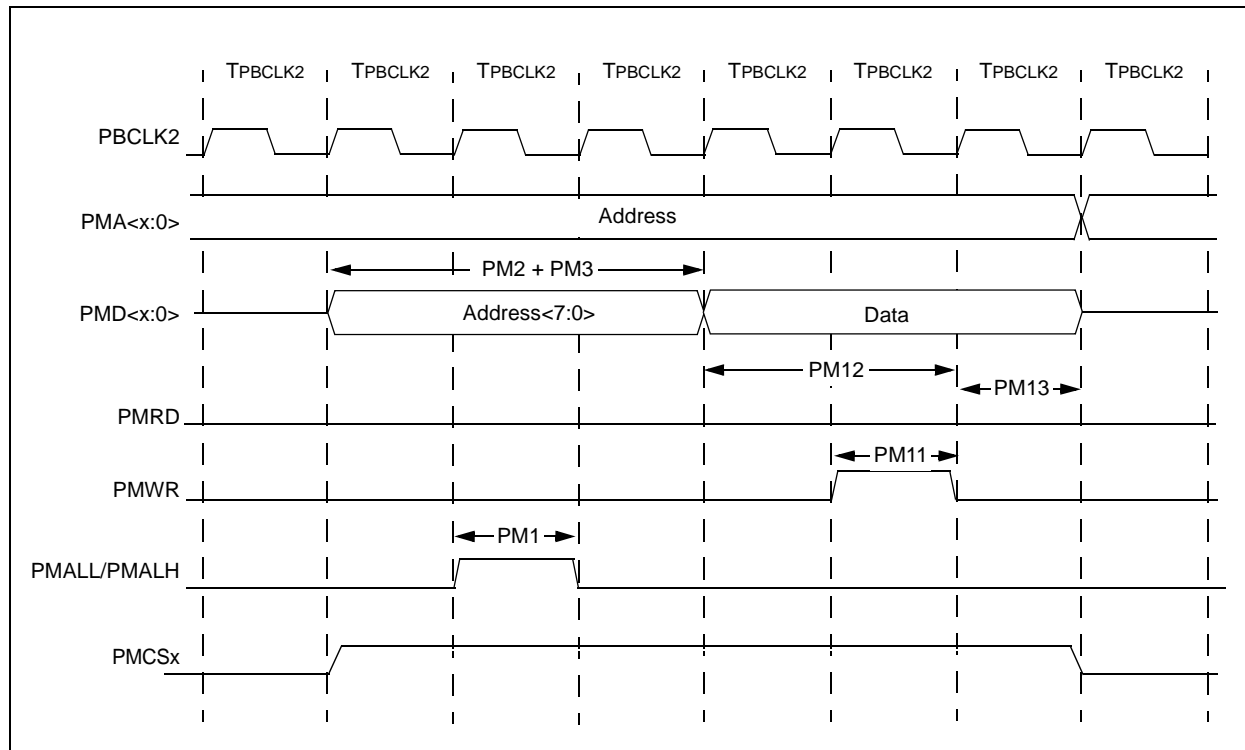 TPBCLK2 TPBCLK2 TPBCLK2 TPBCLK2 TPBCLK2 TPBCLK2 TPBCLK2 TPBCLK2
PBCLK2
PMA<x:0>
Address
PM2 + PM3
PMD<x:0>
Address<7:0>
Data
PM12
PM13
PMRD
PM11
PMWR
PM1
PMALL/PMALH
PMCSx